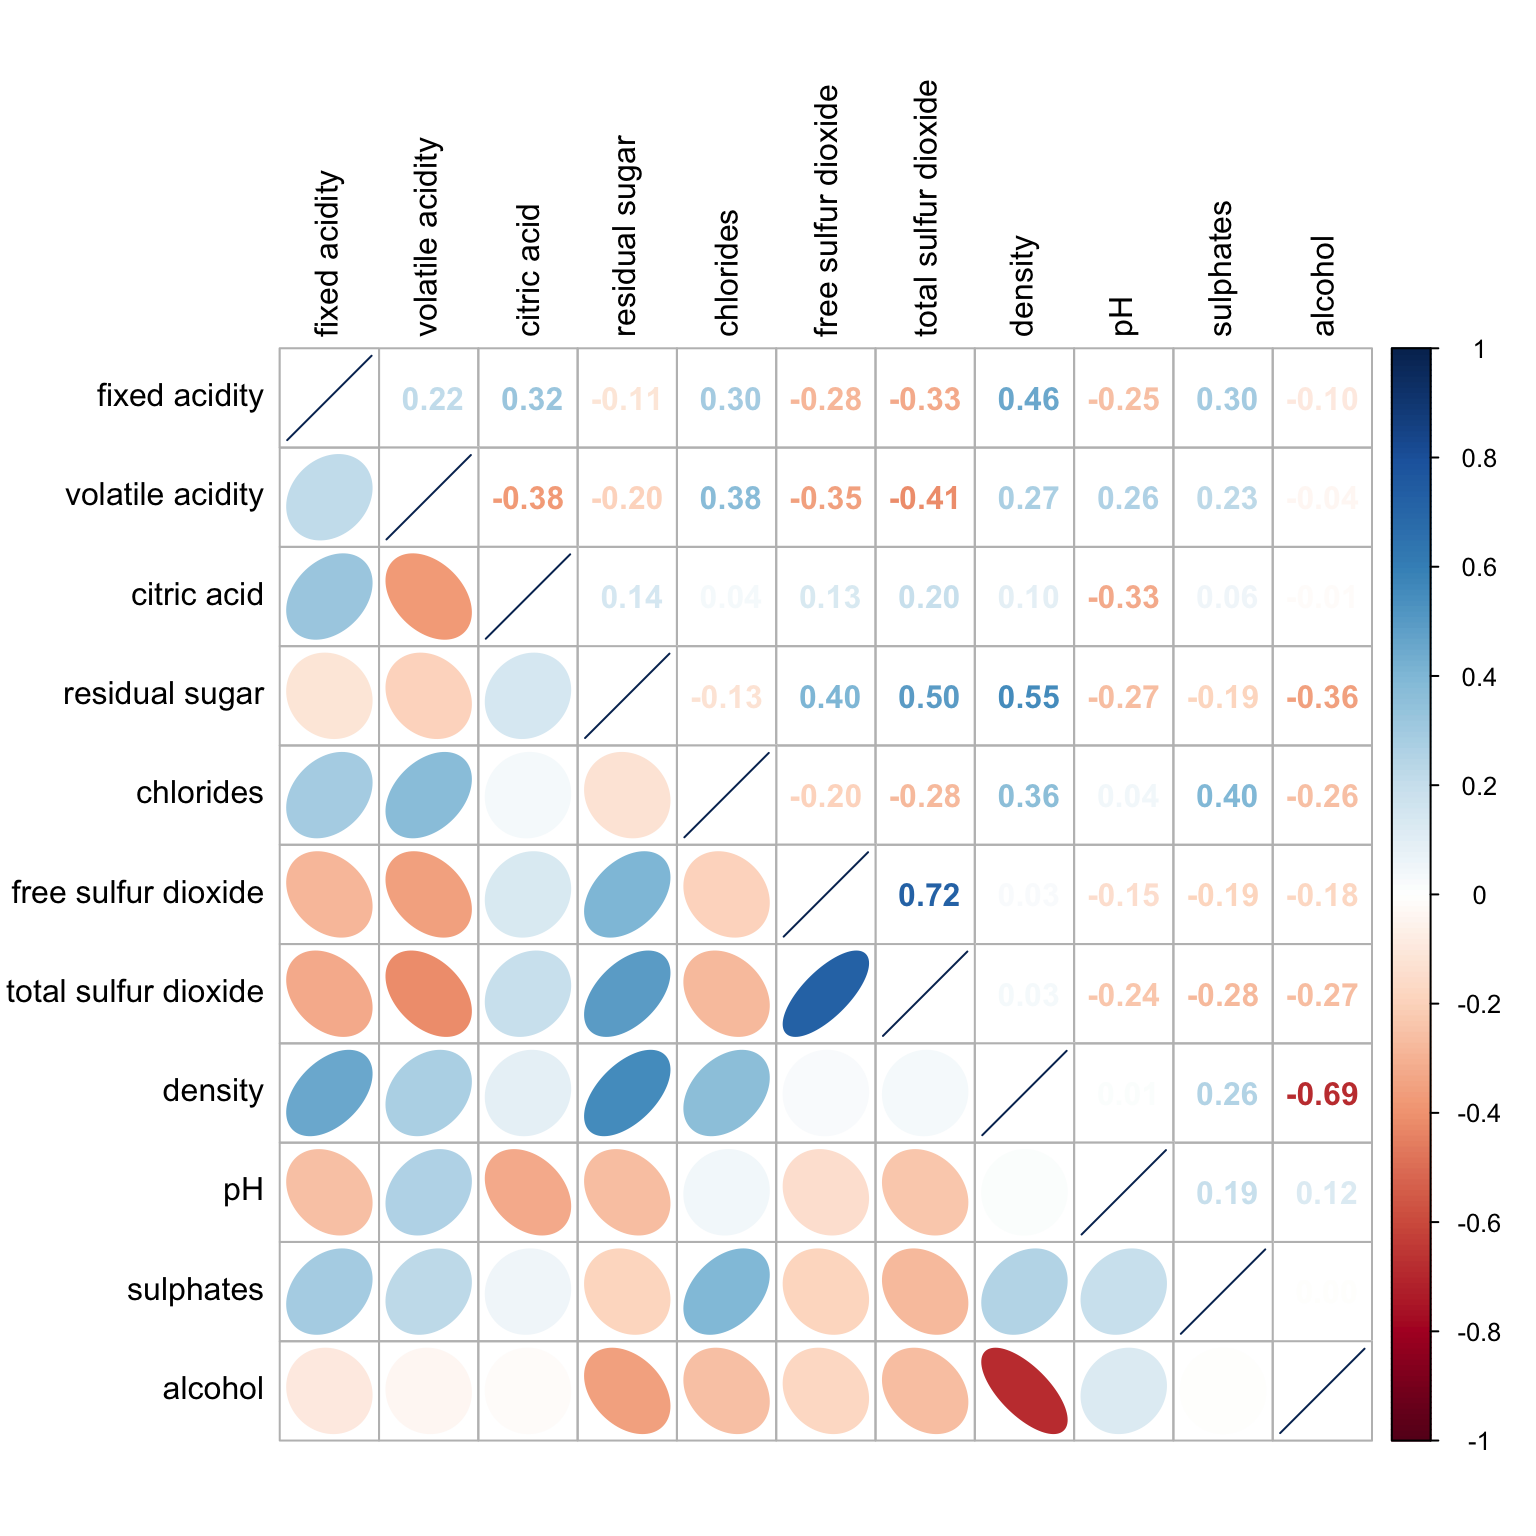 fixed acidity
volatile acidity
citric acid
residual sugar
chlorides
free sulfur dioxide
total sulfur dioxide
density
pH
sulphates
alcohol
fixed acidity 0.22 0.32 -0.11 0.30 -0.28 -0.33 0.46 -0.25 0.30 -0.10
volatile acidity -0.38 -0.20 0.38 -0.35 -0.41 0.27 0.26 0.23 -0.04
citric acid 0.14 0.04 0.13 0.20 0.10 -0.33 0.06 -0.01
residual sugar -0.13 0.40 0.50 0.55 -0.27 -0.19 -0.36
chlorides -0.20 -0.28 0.36 0.04 0.40 -0.26
free sulfur dioxide 0.72 0.03 -0.15 -0.19 -0.18
total sulfur dioxide 0.03 -0.24 -0.28 -0.27
density 0.01 0.26 -0.69
pH 0.19 0.12
sulphates
alcohol
1
0.8
0.6
0.4
0.2
0
-0.2
-0.4
-0.6
-0.8
-1